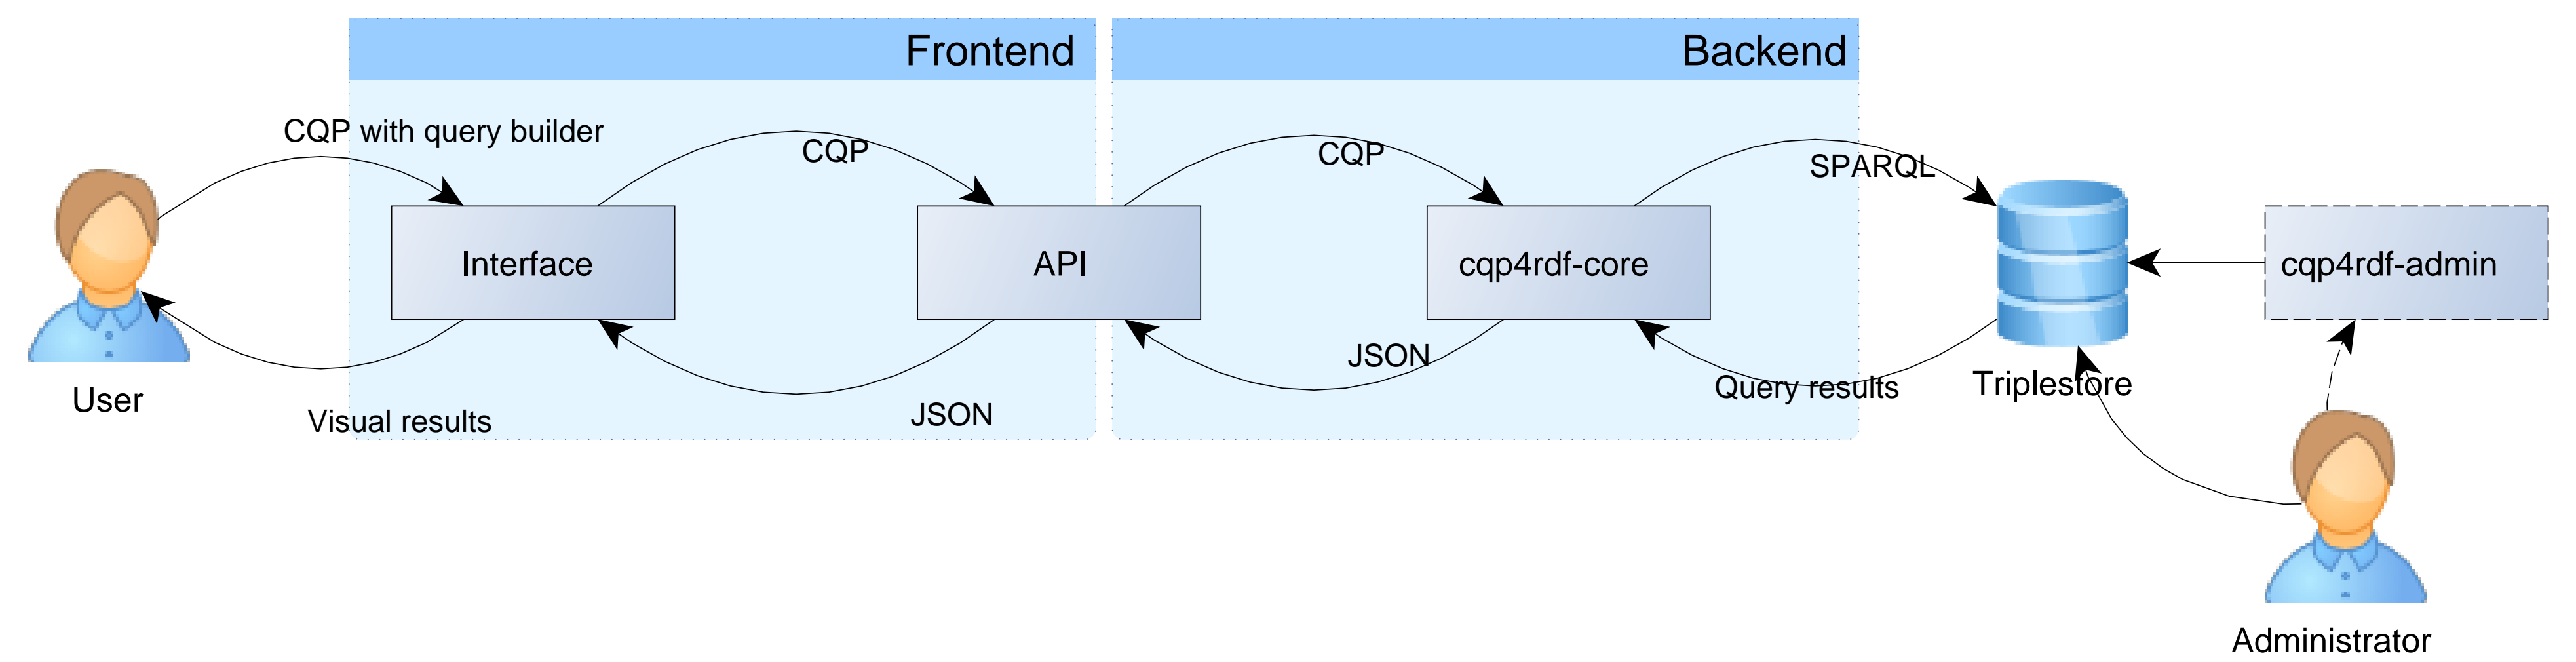 Frontend
Backend
CQP with query builder
CQP
CQP
SPARQL
Interface
API
cqp4rdf-core
cqp4rdf-admin
User
Visual results
JSON
JSON
Query results
Triplestore
Administrator